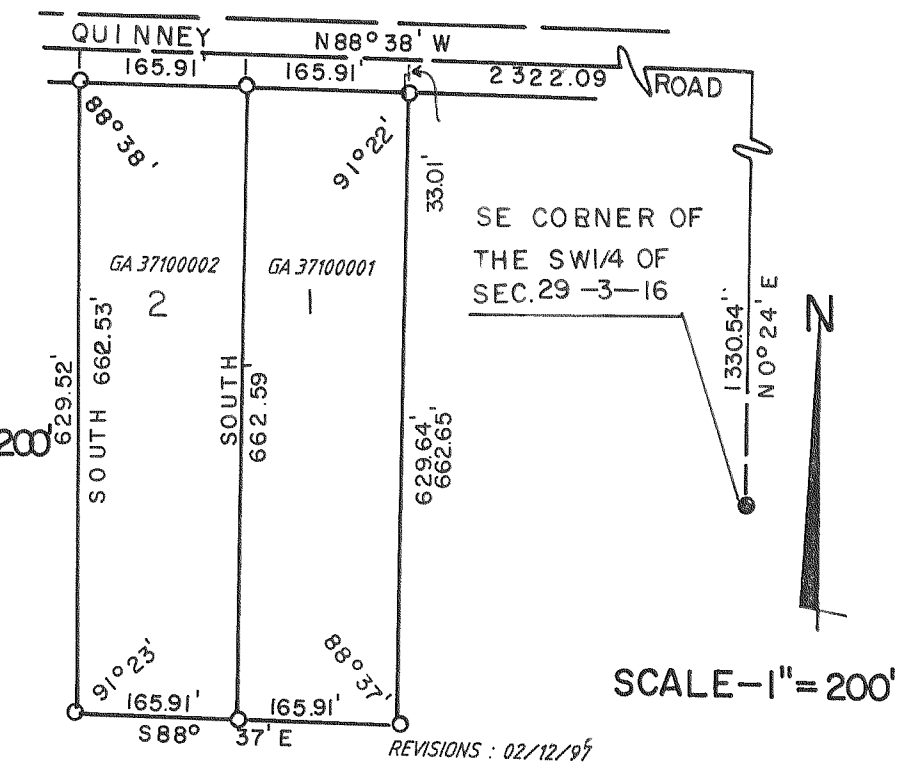 QUINNEY
N88°38' W
165.91'
165.91'
2322.09
ROAD
88°38'
91°22'
33.01'
SE CORNER OF
THE SW1/4 OF
SEC. 29-3-16
GA 37100002
GA 37100001
2
1
1330.54'
N 0° 24' E
N
629.52'
SOUTH 662.53'
SOUTH
662.59'
629.64'
662.65'
200'
91°23'
88°37'
165.91'
165.91'
S88° 37' E
SCALE-1"= 200'
REVISIONS : 02/12/